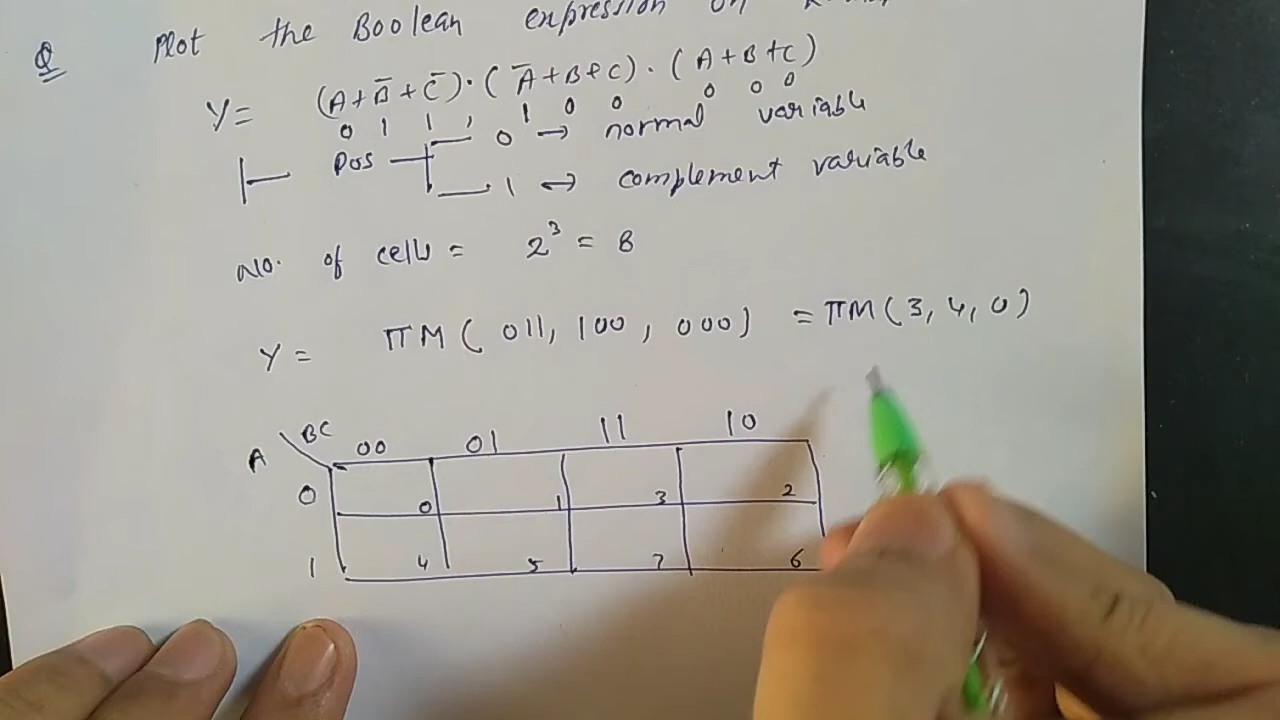 Q Plot the Boolean expression on
Y = (A + B̄ + C̄) · (Ā + B + C) · (A + B + C)
0 1 1 , 1 0 0 0 0 0
POS 0 → normal variable
1 → complement variable
No. of cells = 2³ = 8
Y = πM ( 011, 100, 000) = πM (3, 4, 0)
BC 00 01 11 10
A
0 0 1 3 2
1 4 5 7 6